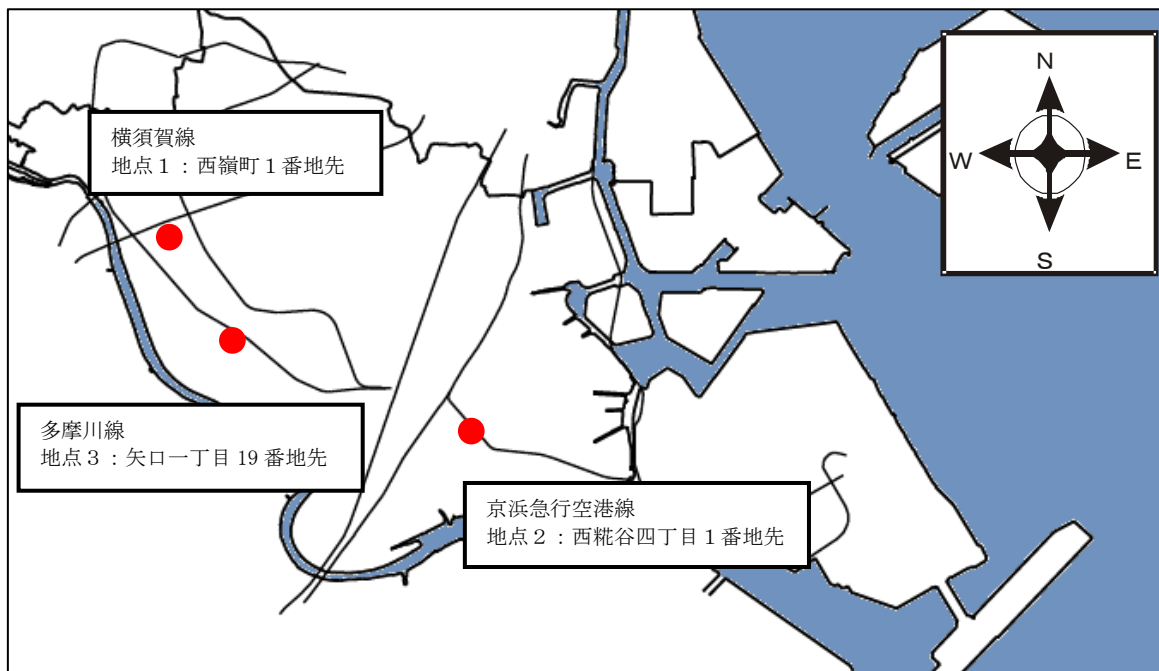 横須賀線
地点１：西嶺町１番地先
N
W
E
S
多摩川線
地点３：矢口一丁目 19 番地先
京浜急行空港線
地点２：西糀谷四丁目１番地先